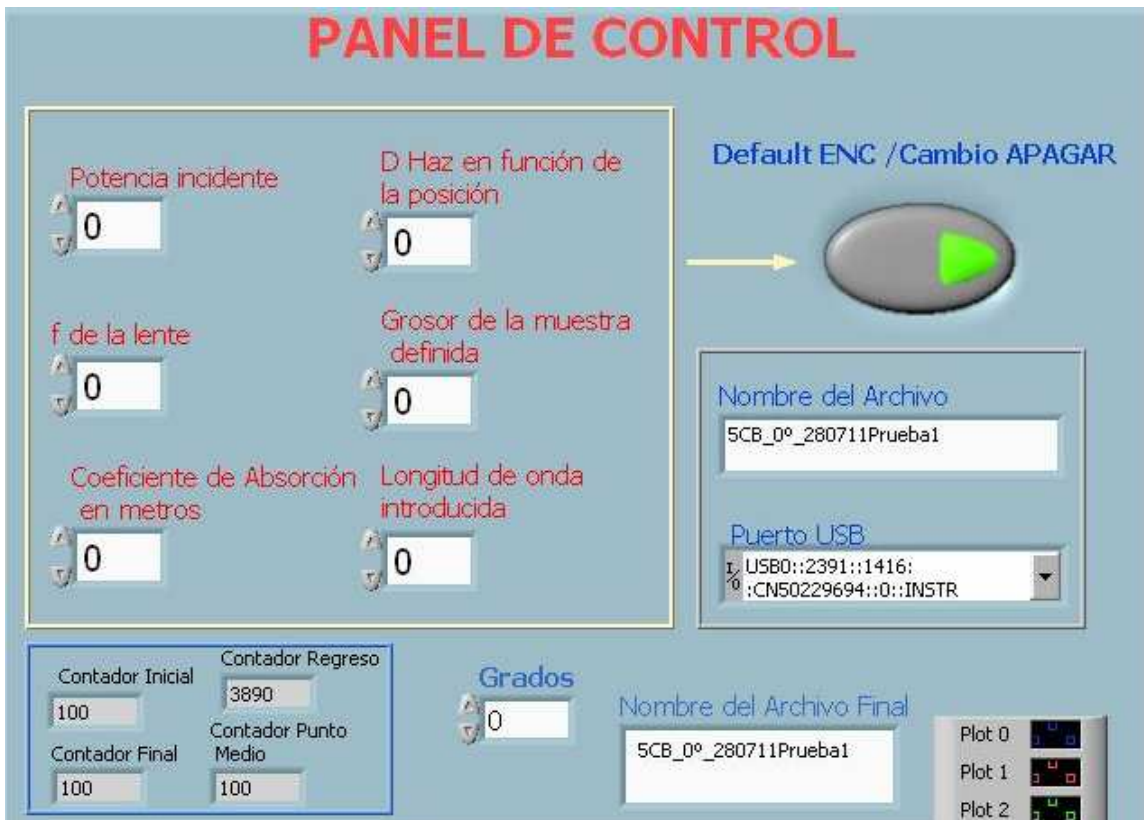 PANEL DE CONTROL
Potencia incidente
0
D Haz en función de
la posición
0
f de la lente
0
Grosor de la muestra
definida
0
Coeficiente de Absorción
en metros
0
Longitud de onda
introducida
0
Default ENC /Cambio APAGAR
Nombre del Archivo
5CB_0º_280711Prueba1
Puerto USB
I/O
USB0::2391::1416:
:CN50229694::0::INSTR
Contador Inicial
100
Contador Regreso
3890
Contador Final
100
Contador Punto
Medio
100
Grados
0
Nombre del Archivo Final
5CB_0º_280711Prueba1
Plot 0
Plot 1
Plot 2